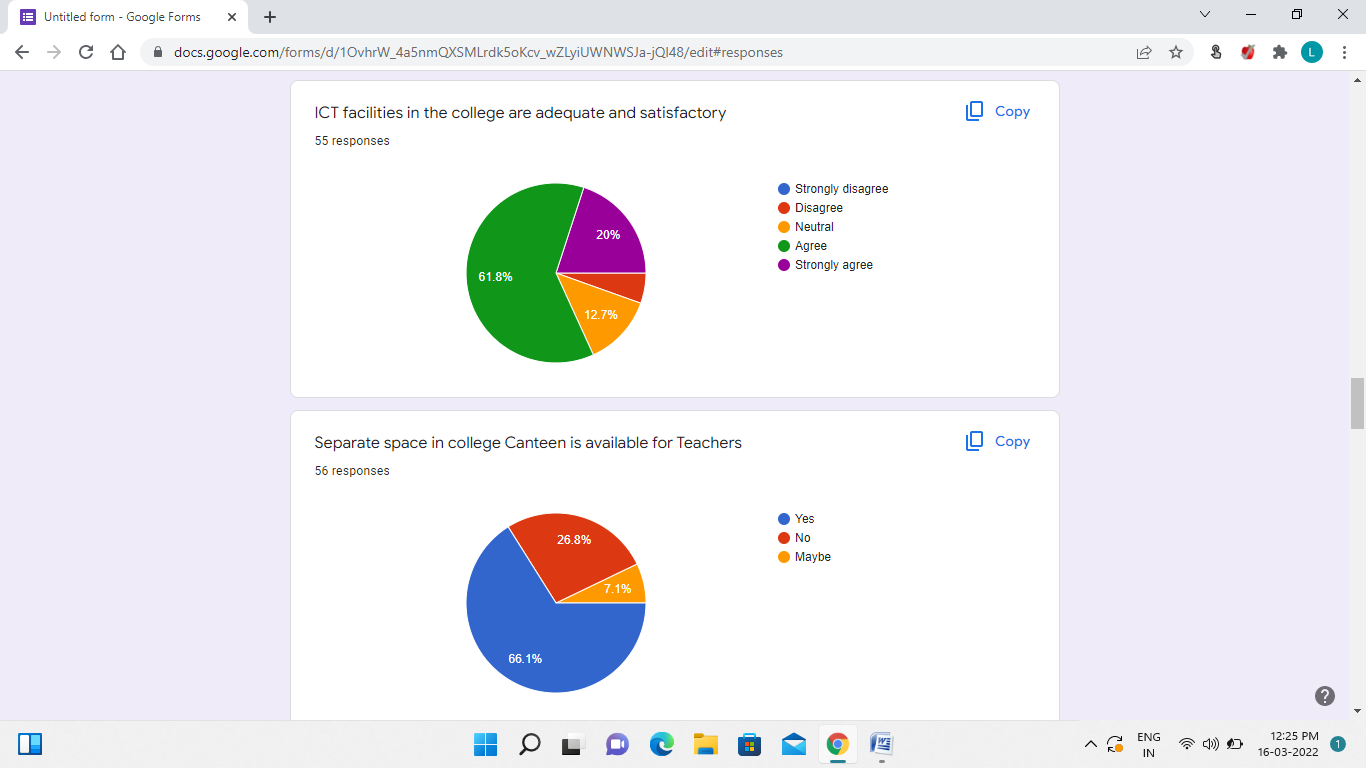 Untitled form - Google Forms
docs.google.com/forms/d/1OvhrW_4a5nmQXSMLrdk5oKcv_wZLyiUWNWSJa-jQl48/edit#responses
L
ICT facilities in the college are adequate and satisfactory
Copy
55 responses
Strongly disagree
Disagree
Neutral
Agree
Strongly agree
20%
61.8%
12.7%
Separate space in college Canteen is available for Teachers
Copy
56 responses
Yes
No
Maybe
26.8%
7.1%
66.1%
ENG
IN
12:25 PM
16-03-2022
1